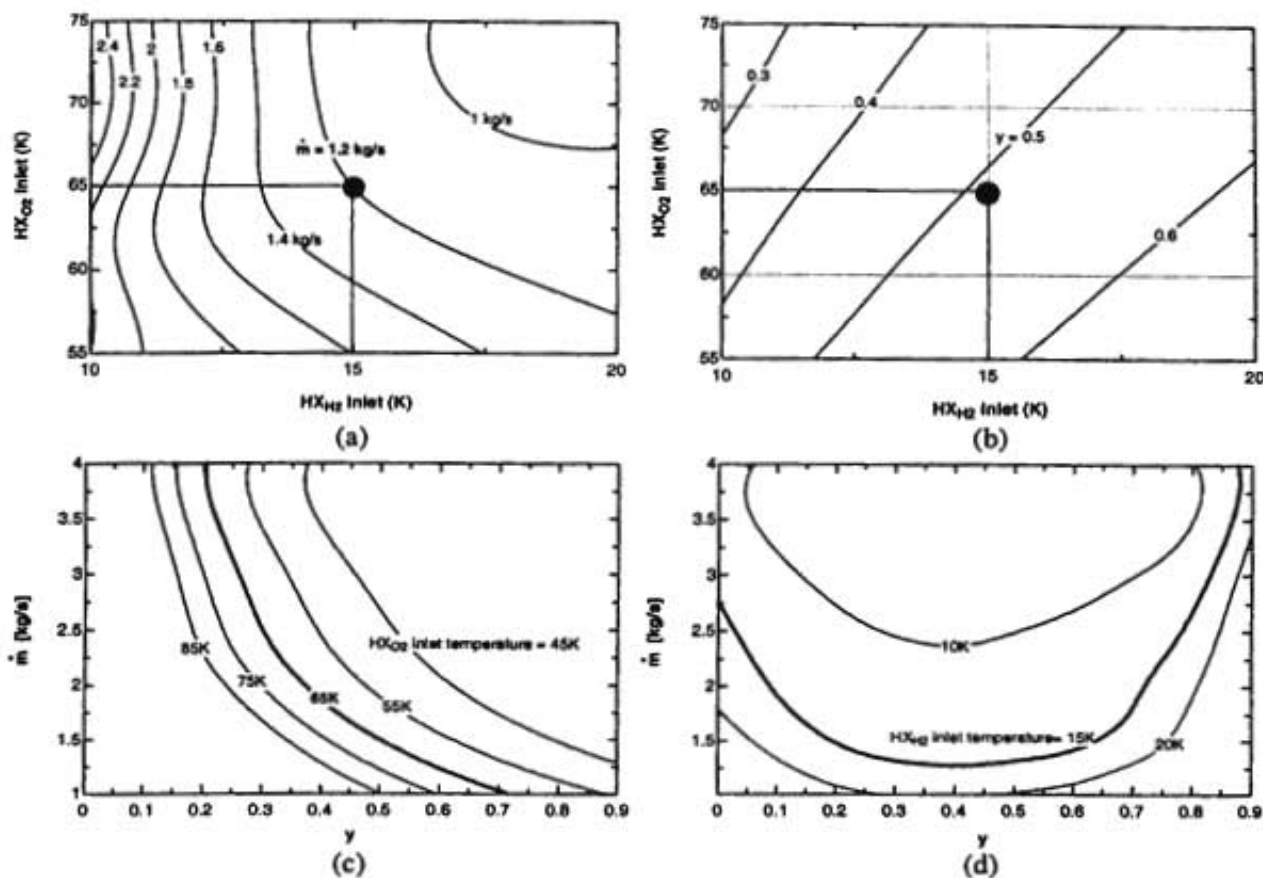 75
70
65
60
55
HX_O2 Inlet (K)
2.4
2.2
2
1.8
1.6
ṁ = 1.2 kg/s
1.4 kg/s
1 kg/s
10
15
20
HX_H2 Inlet (K)
(a)
75
70
65
60
55
HX_O2 Inlet (K)
0.3
0.4
y = 0.5
0.6
10
15
20
HX_H2 Inlet (K)
(b)
4
3.5
3
2.5
2
1.5
1
ṁ [kg/s]
85K
75K
65K
55K
HX_O2 inlet temperature = 45K
0 0.1 0.2 0.3 0.4 0.5 0.6 0.7 0.8 0.9
y
(c)
4
3.5
3
2.5
2
1.5
1
ṁ [kg/s]
10K
HX_H2 inlet temperature= 15K
20K
0 0.1 0.2 0.3 0.4 0.5 0.6 0.7 0.8 0.9
y
(d)